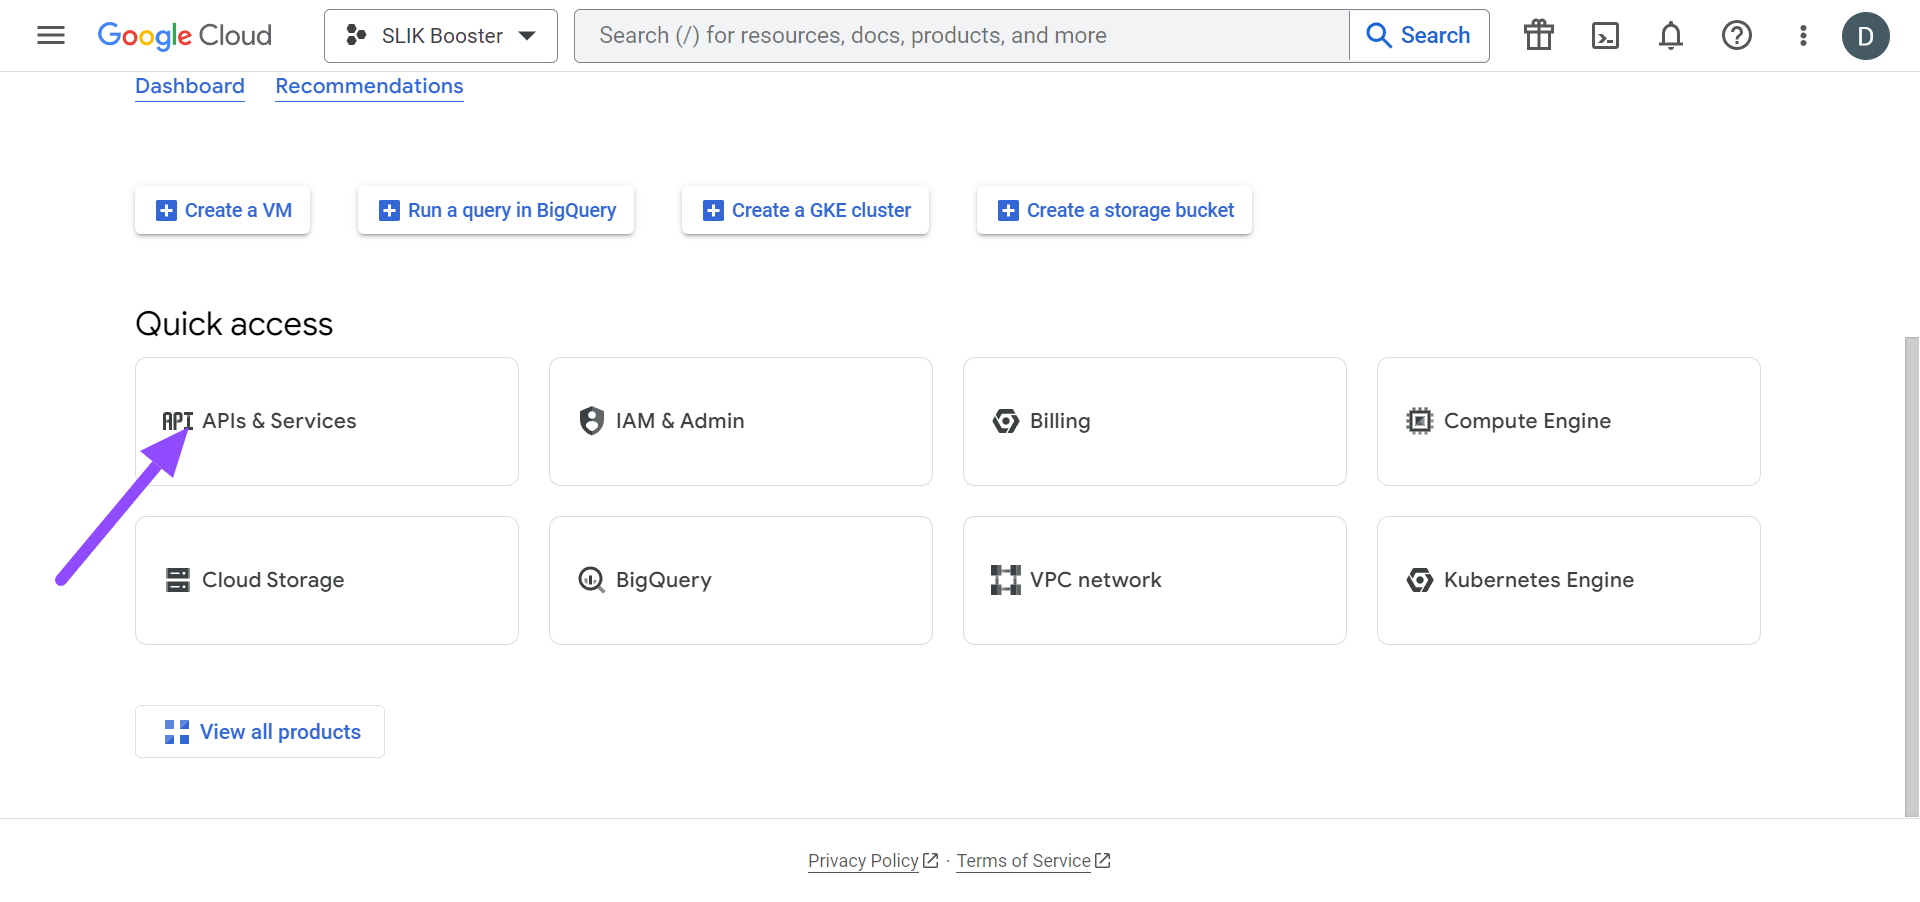 Google Cloud
SLIK Booster
Search (/) for resources, docs, products, and more
Search
D
Dashboard
Recommendations
Create a VM
Run a query in BigQuery
Create a GKE cluster
Create a storage bucket
Quick access
API APIs & Services
IAM & Admin
Billing
Compute Engine
Cloud Storage
BigQuery
VPC network
Kubernetes Engine
View all products
Privacy Policy · Terms of Service